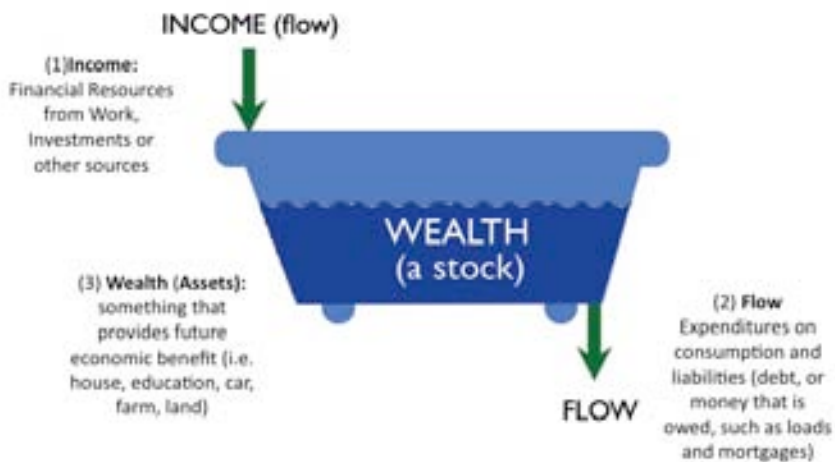 INCOME (flow)
(1)Income:
Financial Resources
from Work,
Investments or
other sources
WEALTH
(a stock)
(3) Wealth (Assets):
something that
provides future
economic benefit (i.e.
house, education, car,
farm, land)
(2) Flow
Expenditures on
consumption and
liabilities (debt, or
money that is
owed, such as loads
and mortgages)
FLOW